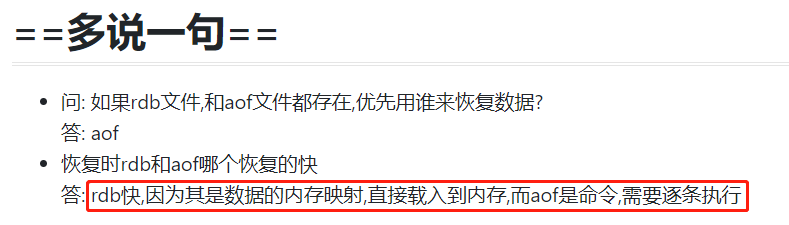 ==多说一句==
问: 如果rdb文件,和aof文件都存在,优先用谁来恢复数据?
答: aof
恢复时rdb和aof哪个恢复的快
答: rdb快,因为其是数据的内存映射,直接载入到内存,而aof是命令,需要逐条执行